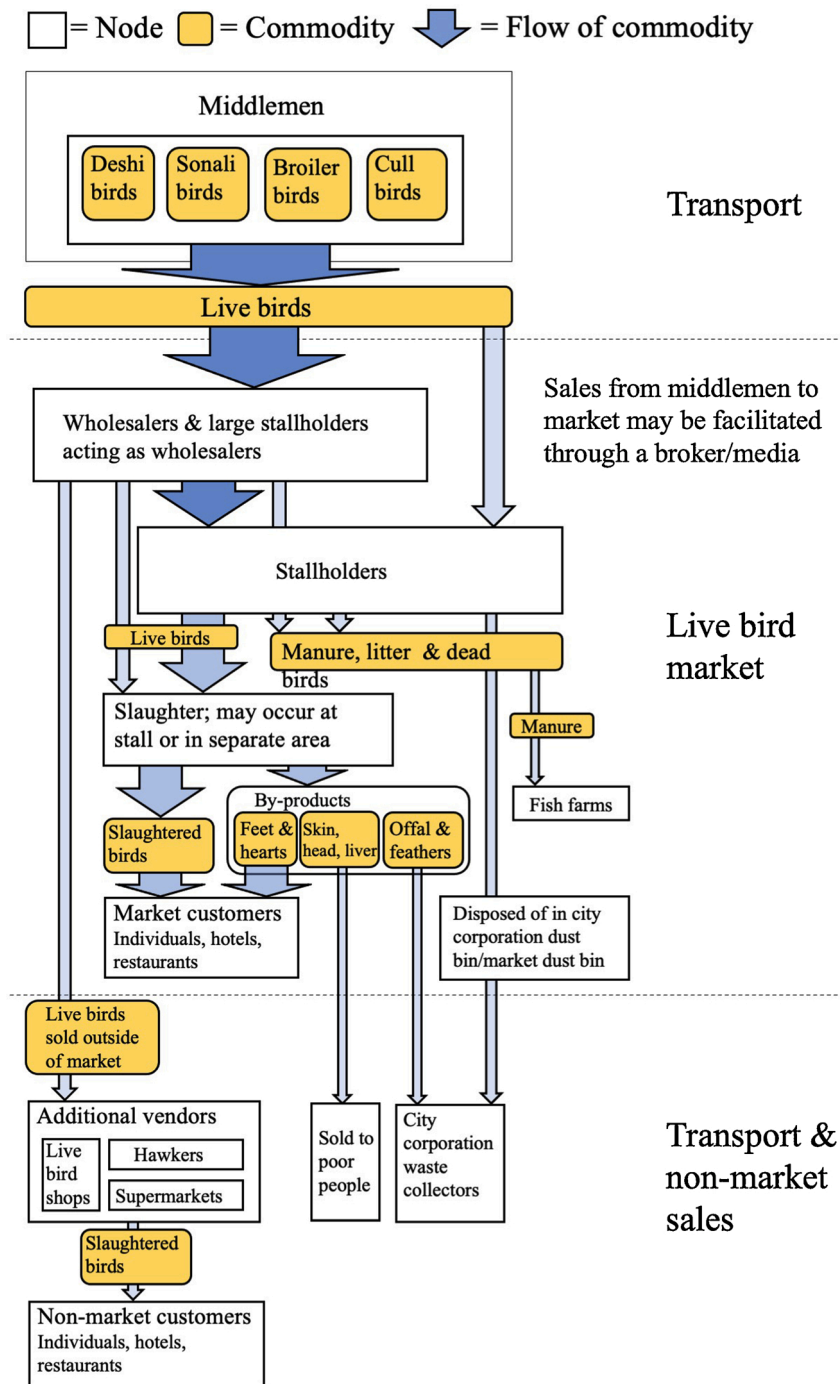 = Node = Commodity = Flow of commodity
Middlemen
Deshi
birds
Sonali
birds
Broiler
birds
Cull
birds
Transport
Live birds
Sales from middlemen to
market may be facilitated
through a broker/media
Wholesalers & large stallholders
acting as wholesalers
Stallholders
Live bird
market
Live birds
Manure, litter & dead
birds
Slaughter; may occur at
stall or in separate area
Manure
Fish farms
By-products
Slaughtered
birds
Feet &
hearts
Skin,
head, liver
Offal &
feathers
Market customers
Individuals, hotels,
restaurants
Disposed of in city
corporation dust
bin/market dust bin
Live birds
sold outside
of market
Additional vendors
Live
bird
shops
Hawkers
Supermarkets
Sold to
poor
people
City
corporation
waste
collectors
Transport &
non-market
sales
Slaughtered
birds
Non-market customers
Individuals, hotels,
restaurants